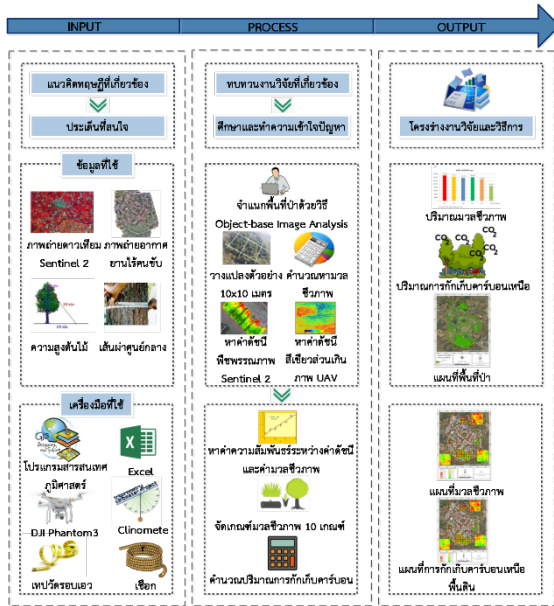 INPUT
PROCESS
OUTPUT
แนวคิดทฤษฎีที่เกี่ยวข้อง
ประเด็นที่สนใจ
ข้อมูลที่ใช้
ภาพถ่ายดาวเทียม
Sentinel 2
ภาพถ่ายอากาศ
ยานไร้คนขับ
ความสูงต้นไม้
เส้นผ่าศูนย์กลาง
เครื่องมือที่ใช้
โปรแกรมสารสนเทศ
ภูมิศาสตร์
Excel
DJI Phantom3
Clinomete
เทปวัดรอบเอว
เชือก
ทบทวนงานวิจัยที่เกี่ยวข้อง
ศึกษาและทำความเข้าใจปัญหา
จำแนกพื้นที่ป่าด้วยวิธี
Object-base Image Analysis
วางแปลงตัวอย่าง
10x10 เมตร
คำนวณหามวล
ชีวภาพ
หาค่าดัชนี
พืชพรรณภาพ
Sentinel 2
หาค่าดัชนี
สีเขียวส่วนเกิน
ภาพ UAV
หาค่าความสัมพันธ์ระหว่างค่าดัชนี
และค่ามวลชีวภาพ
จัดเกณฑ์มวลชีวภาพ 10 เกณฑ์
คำนวณปริมาณการกักเก็บคาร์บอน
โครงร่างงานวิจัยและวิธีการ
ปริมาณมวลชีวภาพ
CO2
CO2
CO2
CO2
CO2
ปริมาณการกักเก็บคาร์บอนเหนือ
แผนที่พื้นที่ป่า
แผนที่มวลชีวภาพ
แผนที่การกักเก็บคาร์บอนเหนือ
พื้นดิน